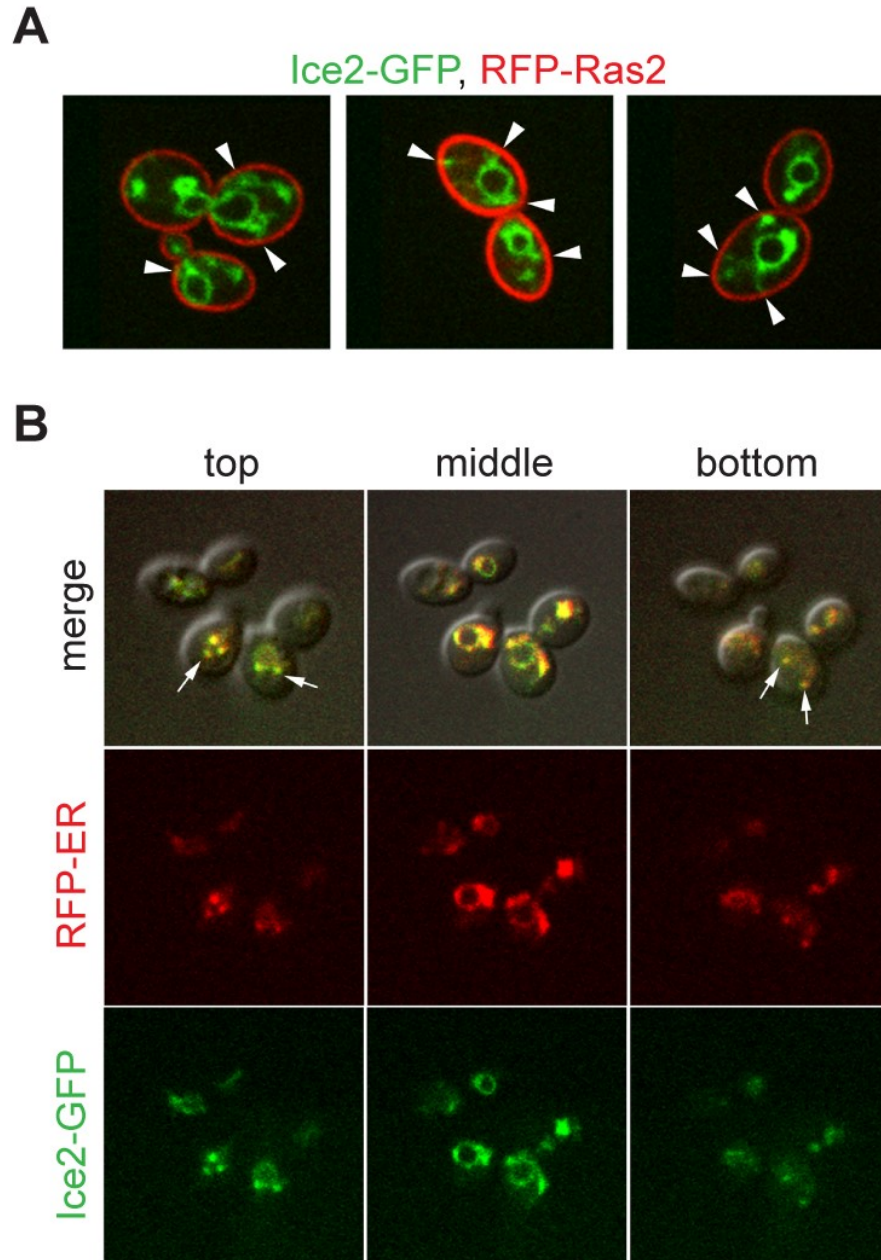 A
Ice2-GFP, RFP-Ras2
B
top middle bottom
merge
RFP-ER
Ice2-GFP